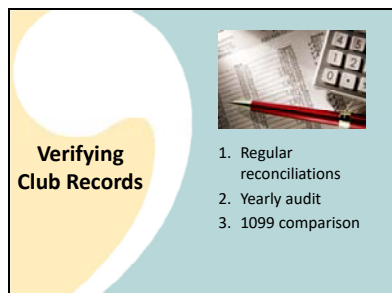 Verifying
Club Records
1. Regular
reconciliations
2. Yearly audit
3. 1099 comparison